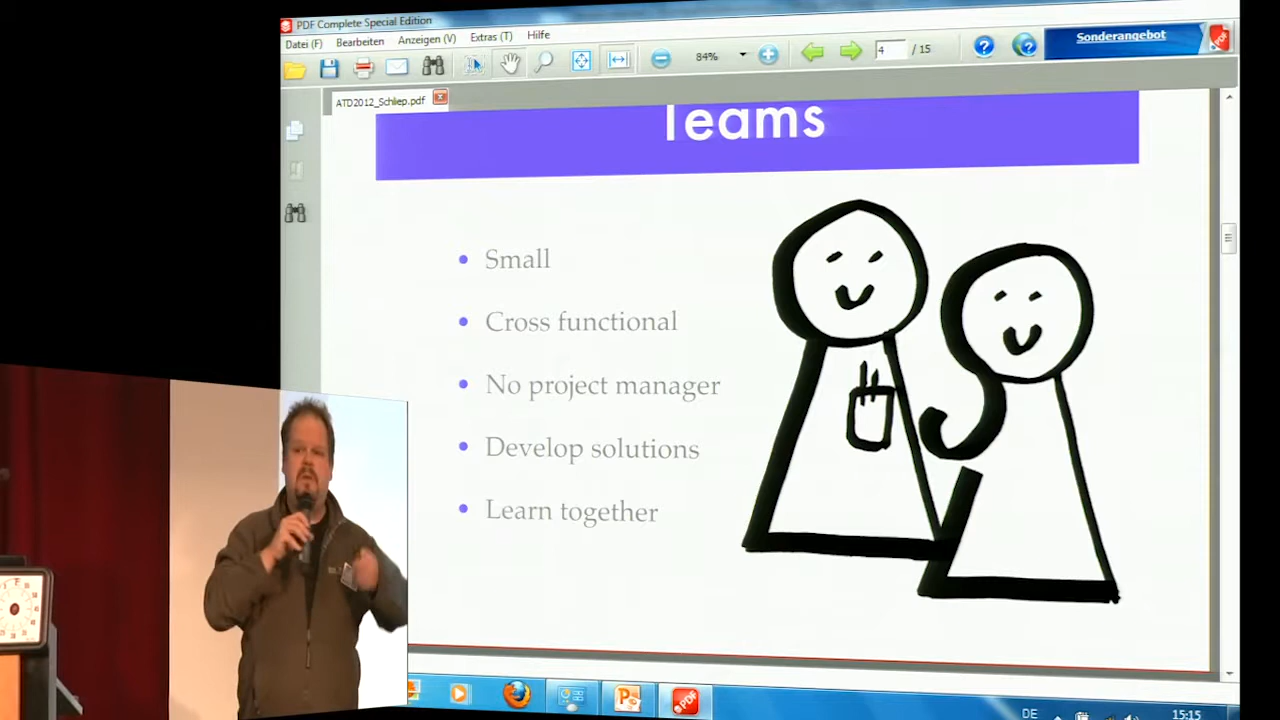 PDF Complete Special Edition
Datei (F) Bearbeiten Anzeigen (V) Extras (T) Hilfe
84% 4 / 15 Sonderangebot
ATD2012_Schliep.pdf
Teams
Small
Cross functional
No project manager
Develop solutions
Learn together
DE 15:15